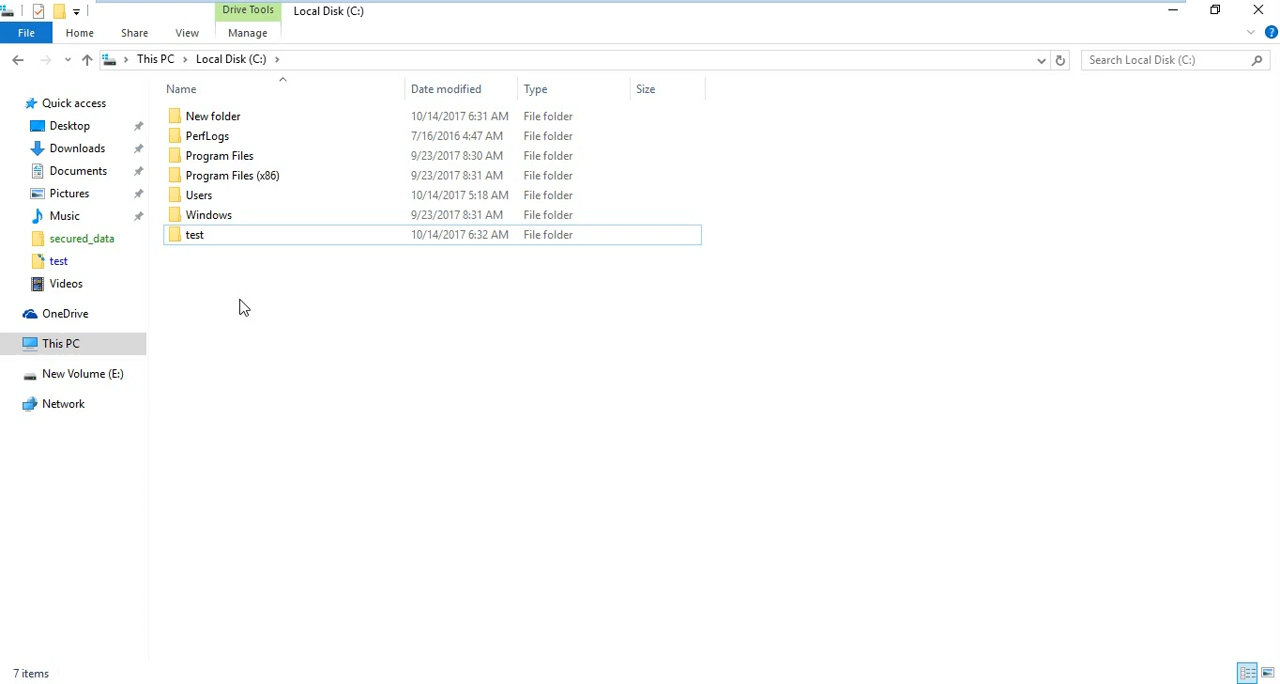 Drive Tools Local Disk (C:)
File Home Share View Manage
This PC Local Disk (C:) Search Local Disk (C:)
Name Date modified Type Size
Quick access
Desktop
Downloads
Documents
Pictures
Music
secured_data
test
Videos
OneDrive
This PC
New Volume (E:)
Network
New folder 10/14/2017 6:31 AM File folder
PerfLogs 7/16/2016 4:47 AM File folder
Program Files 9/23/2017 8:30 AM File folder
Program Files (x86) 9/23/2017 8:31 AM File folder
Users 10/14/2017 5:18 AM File folder
Windows 9/23/2017 8:31 AM File folder
test 10/14/2017 6:32 AM File folder
7 items